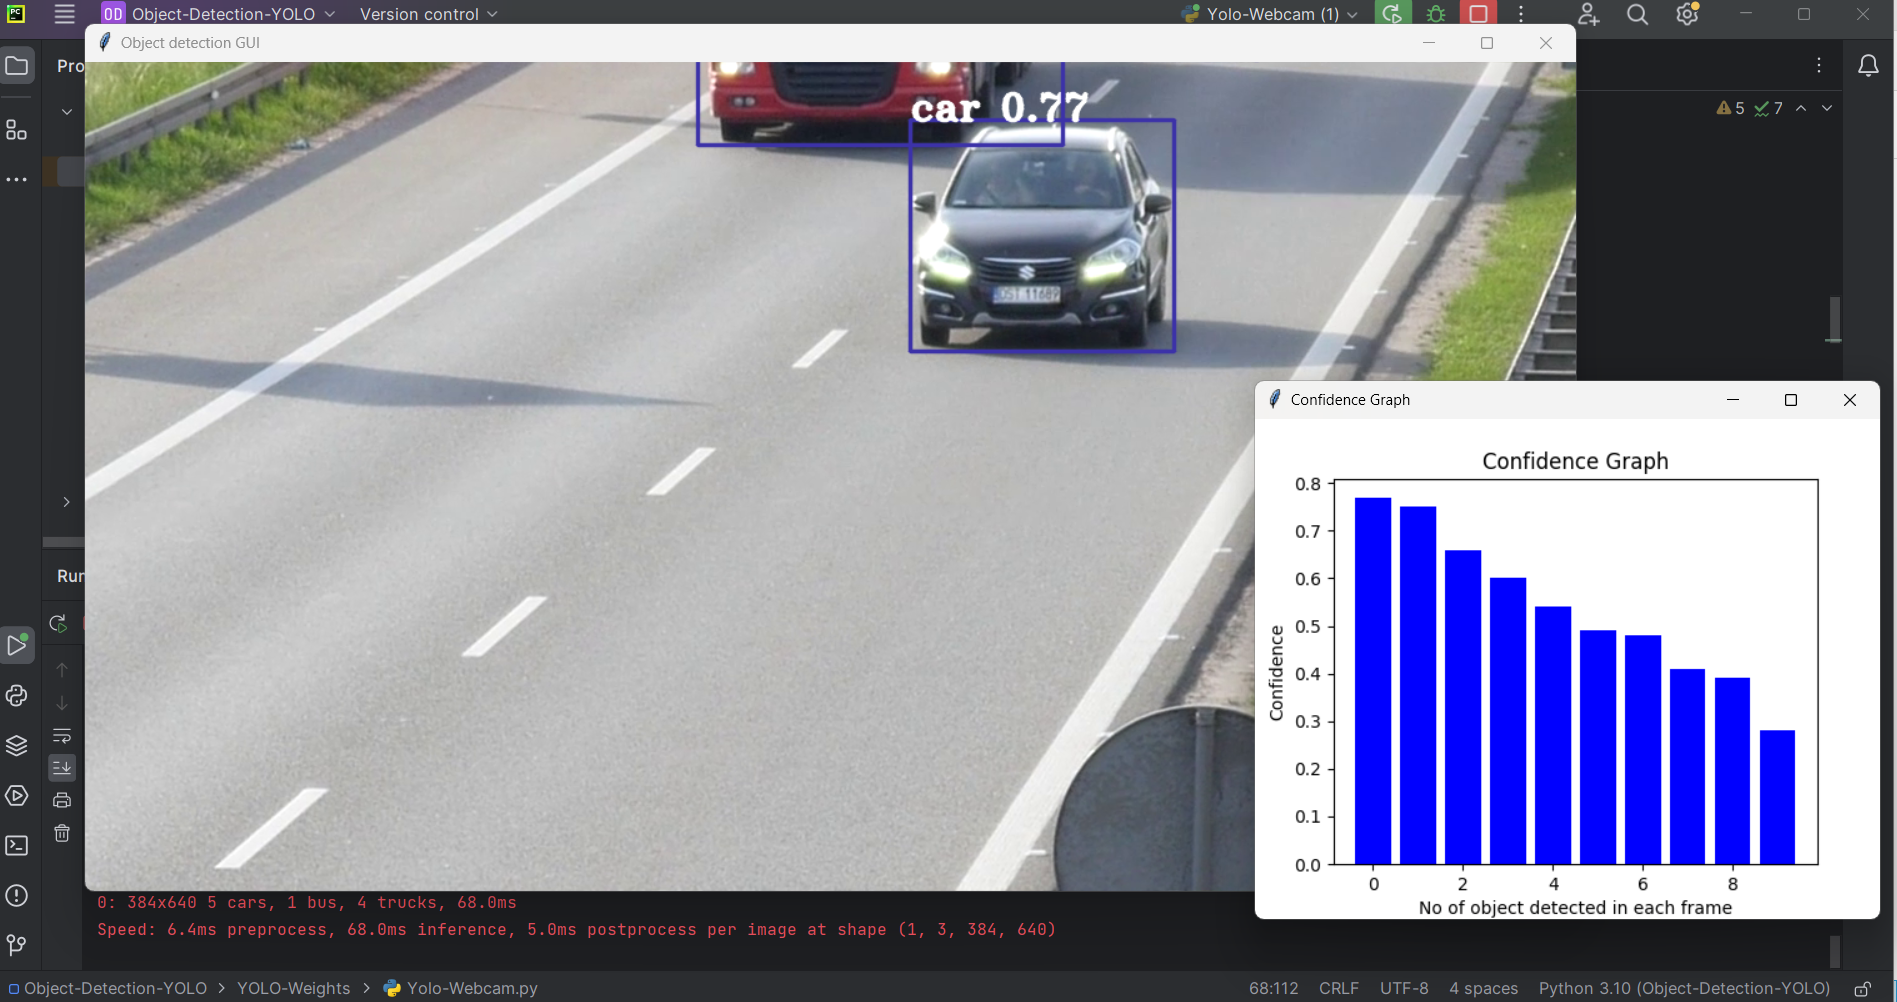 PC
OD Object-Detection-YOLO
Version control
Yolo-Webcam (1)
Object detection GUI
Pro
5 7
car 0.77
DST 11689
Confidence Graph
Confidence Graph
0.8
0.7
0.6
0.5
0.4
0.3
0.2
0.1
0.0
Confidence
0 2 4 6 8
No of object detected in each frame
Run
0: 384x640 5 cars, 1 bus, 4 trucks, 68.0ms
Speed: 6.4ms preprocess, 68.0ms inference, 5.0ms postprocess per image at shape (1, 3, 384, 640)
Object-Detection-YOLO > YOLO-Weights > Yolo-Webcam.py
68:112 CRLF UTF-8 4 spaces Python 3.10 (Object-Detection-YOLO)